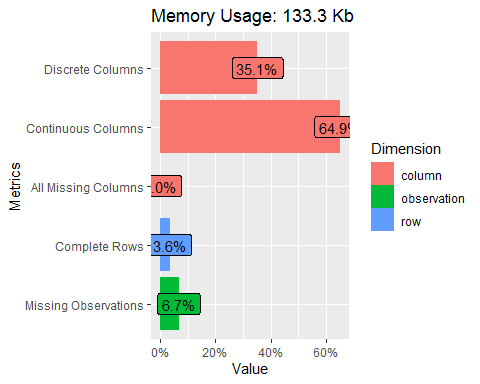 Memory Usage: 133.3 Kb
Discrete Columns
35.1%
Continuous Columns
64.9%
All Missing Columns
.0%
Complete Rows
3.6%
Missing Observations
6.7%
0%
20%
40%
60%
Value
Metrics
Dimension
column
observation
row